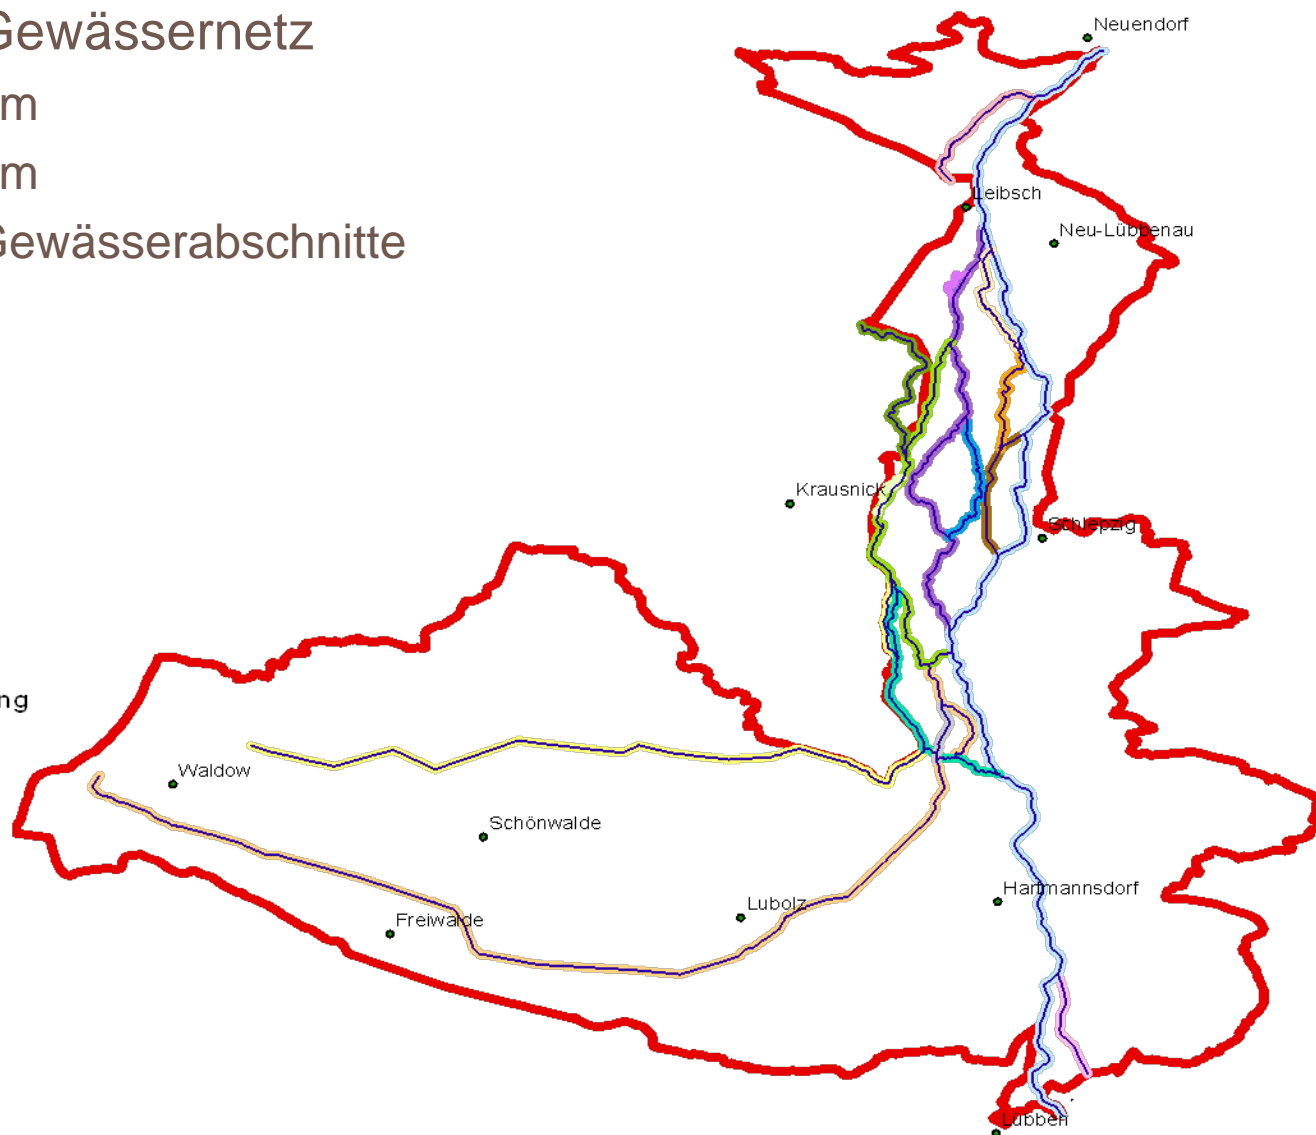 Gewässernetz
m
m
Gewässerabschnitte
Neuendorf
Leibsch
Neu-Lübbenau
Krausnick
Schlepzig
ng
Waldow
Schönwalde
Hartmannsdorf
Lubolz
Freiwalde
Lübben